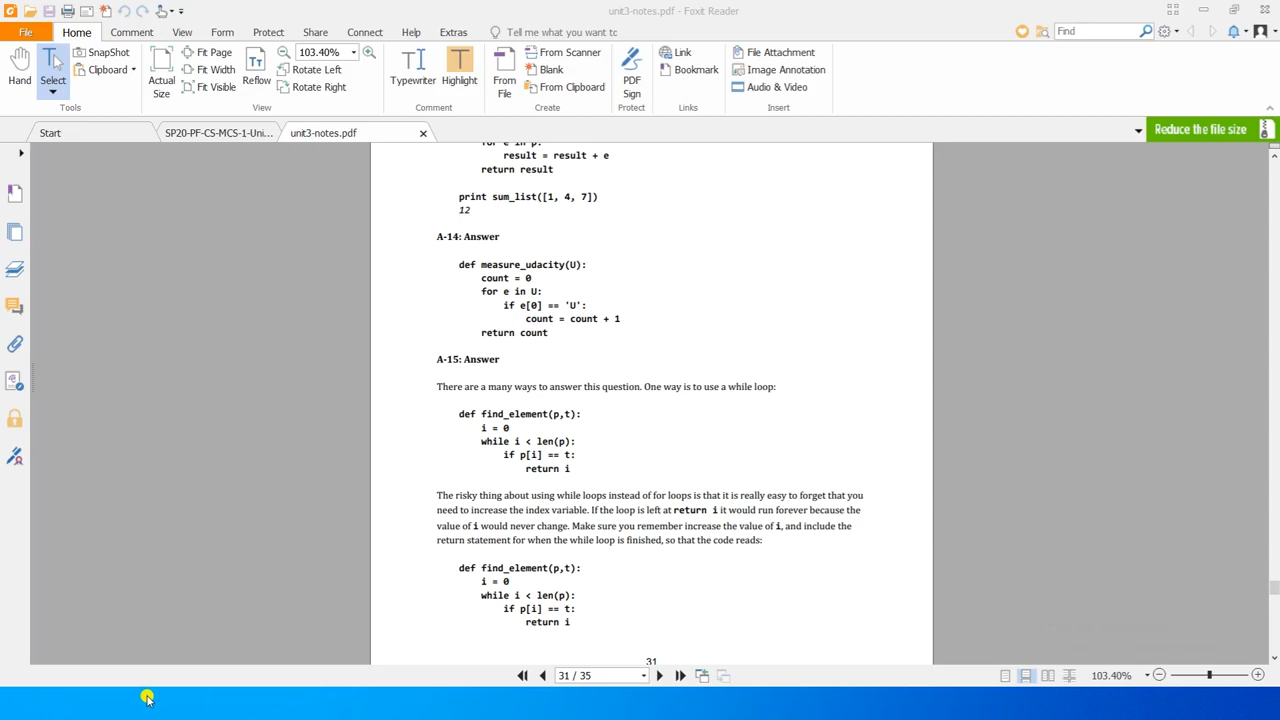 unit3-notes.pdf - Foxit Reader
File Home Comment View Form Protect Share Connect Help Extras Tell me what you want tc Find
Hand
Select
SnapShot
Clipboard
Tools
Actual Size
Fit Page
Fit Width
Fit Visible
Reflow
103.40%
Rotate Left
Rotate Right
View
Typewriter
Highlight
Comment
From File
From Scanner
Blank
From Clipboard
Create
PDF Sign
Protect
Link
Bookmark
Links
File Attachment
Image Annotation
Audio & Video
Insert
Start SP20-PF-CS-MCS-1-Uni... unit3-notes.pdf Reduce the file size
for e in p:
result = result + e
return result
print sum_list([1, 4, 7])
12
A-14: Answer
def measure_udacity(U):
count = 0
for e in U:
if e[0] == 'U':
count = count + 1
return count
A-15: Answer
There are a many ways to answer this question. One way is to use a while loop:
def find_element(p,t):
i = 0
while i < len(p):
if p[i] == t:
return i
The risky thing about using while loops instead of for loops is that it is really easy to forget that you
need to increase the index variable. If the loop is left at return i it would run forever because the
value of i would never change. Make sure you remember increase the value of i, and include the
return statement for when the while loop is finished, so that the code reads:
def find_element(p,t):
i = 0
while i < len(p):
if p[i] == t:
return i
31
31 / 35
103.40%